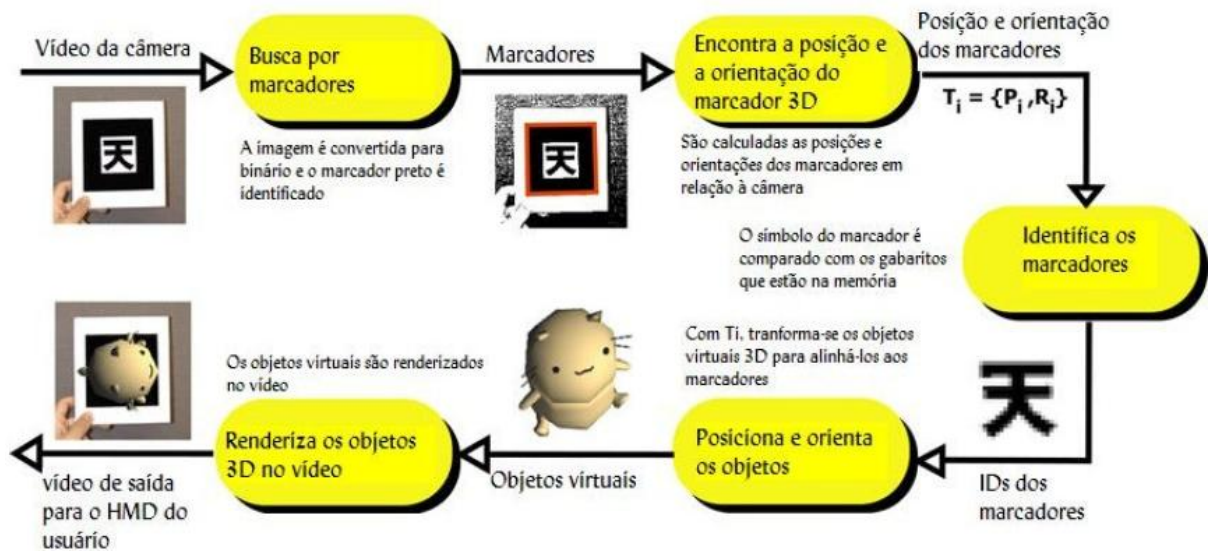 Vídeo da câmera
Busca por
marcadores
A imagem é convertida para
binário e o marcador preto é
identificado
Marcadores
Encontra a posição e
a orientação do
marcador 3D
São calculadas as posições e
orientações dos marcadores em
relação à câmera
Posição e orientação
dos marcadores
Tᵢ = {Pᵢ ,Rᵢ}
天
天
Identifica os
marcadores
O símbolo do marcador é
comparado com os gabaritos
que estão na memória
天
IDs dos
marcadores
Com Ti, tranforma-se os objetos
virtuais 3D para alinhá-los aos
marcadores
Posiciona e orienta
os objetos
Objetos virtuais
Os objetos virtuais são renderizados
no vídeo
Renderiza os objetos
3D no vídeo
vídeo de saída
para o HMD do
usuário